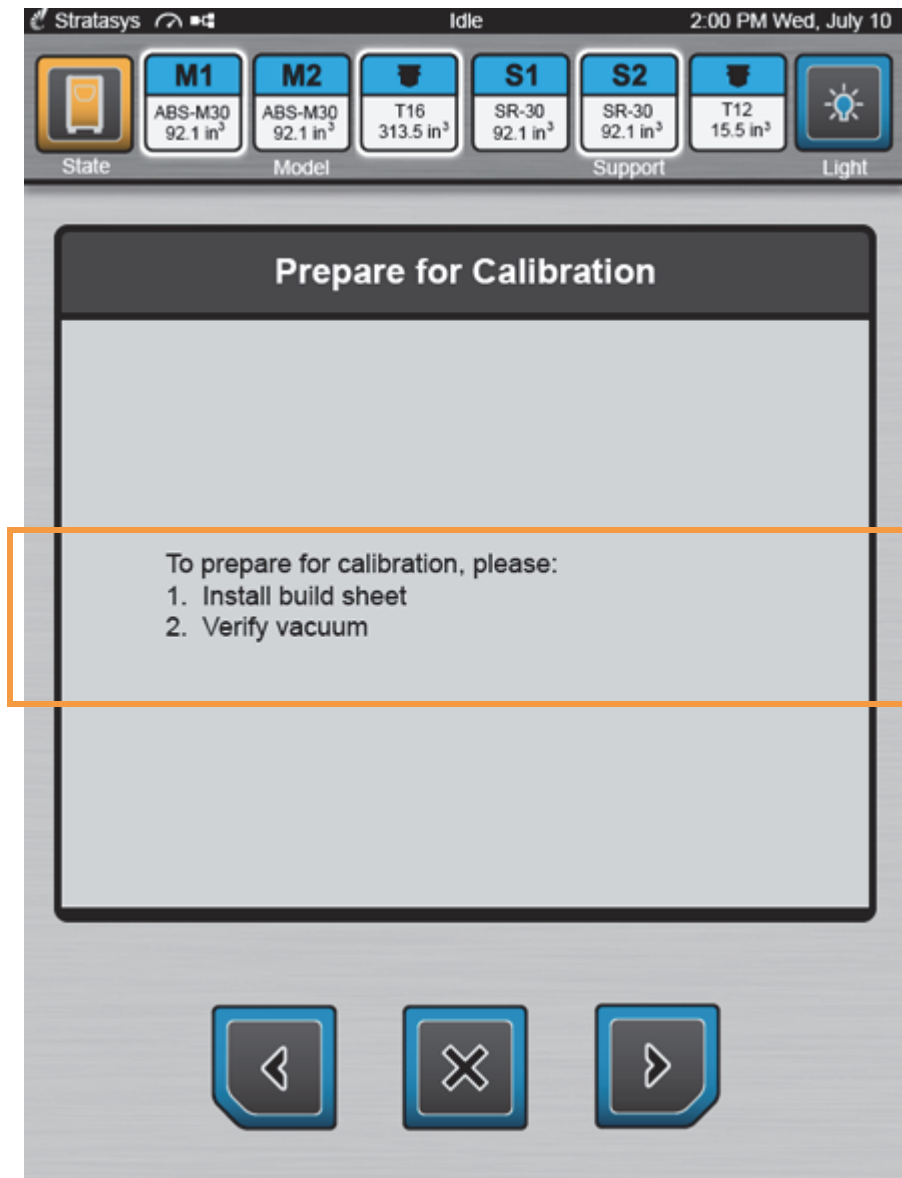 Stratasys Idle 2:00 PM Wed, July 10
M1 M2 S1 S2
ABS-M30 ABS-M30 T16 SR-30 SR-30 T12
92.1 in³ 92.1 in³ 313.5 in³ 92.1 in³ 92.1 in³ 15.5 in³
State Model Support Light
Prepare for Calibration
To prepare for calibration, please:
1. Install build sheet
2. Verify vacuum